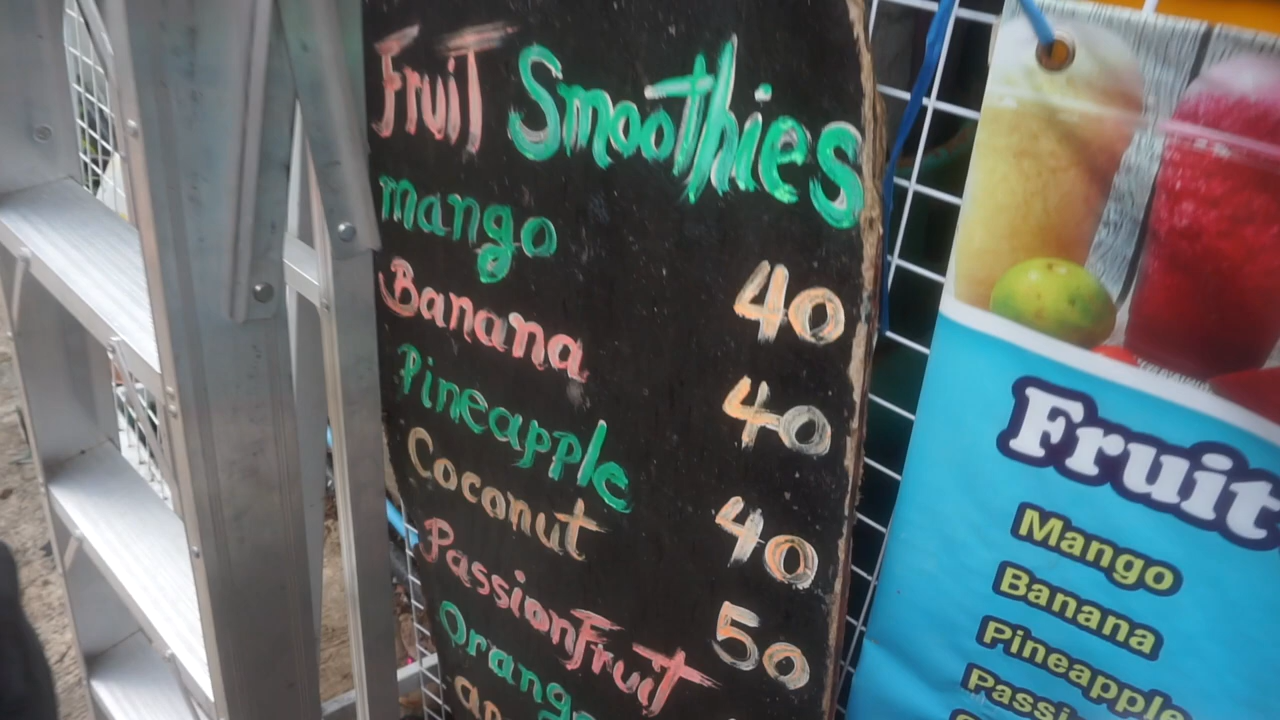 Fruit Smoothies
mango 40
Banana 40
Pineapple 40
Coconut 50
PassionFruit
Orange
Fruit
Mango
Banana
Pineapple
Passi